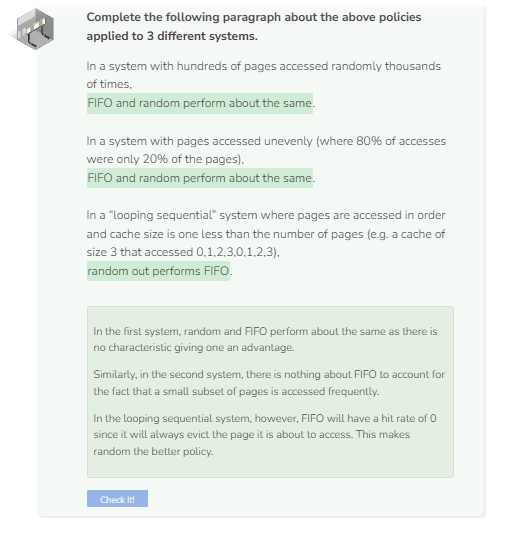 Complete the following paragraph about the above policies
applied to 3 different systems.
In a system with hundreds of pages accessed randomly thousands
of times,
FIFO and random perform about the same.
In a system with pages accessed unevenly (where 80% of accesses
were only 20% of the pages),
FIFO and random perform about the same.
In a "looping sequential" system where pages are accessed in order
and cache size is one less than the number of pages (e.g. a cache of
size 3 that accessed 0,1,2,3,0,1,2,3),
random out performs FIFO.
In the first system, random and FIFO perform about the same as there is
no characteristic giving one an advantage.
Similarly, in the second system, there is nothing about FIFO to account for
the fact that a small subset of pages is accessed frequently.
In the looping sequential system, however, FIFO will have a hit rate of 0
since it will always evict the page it is about to access. This makes
random the better policy.
Check It!